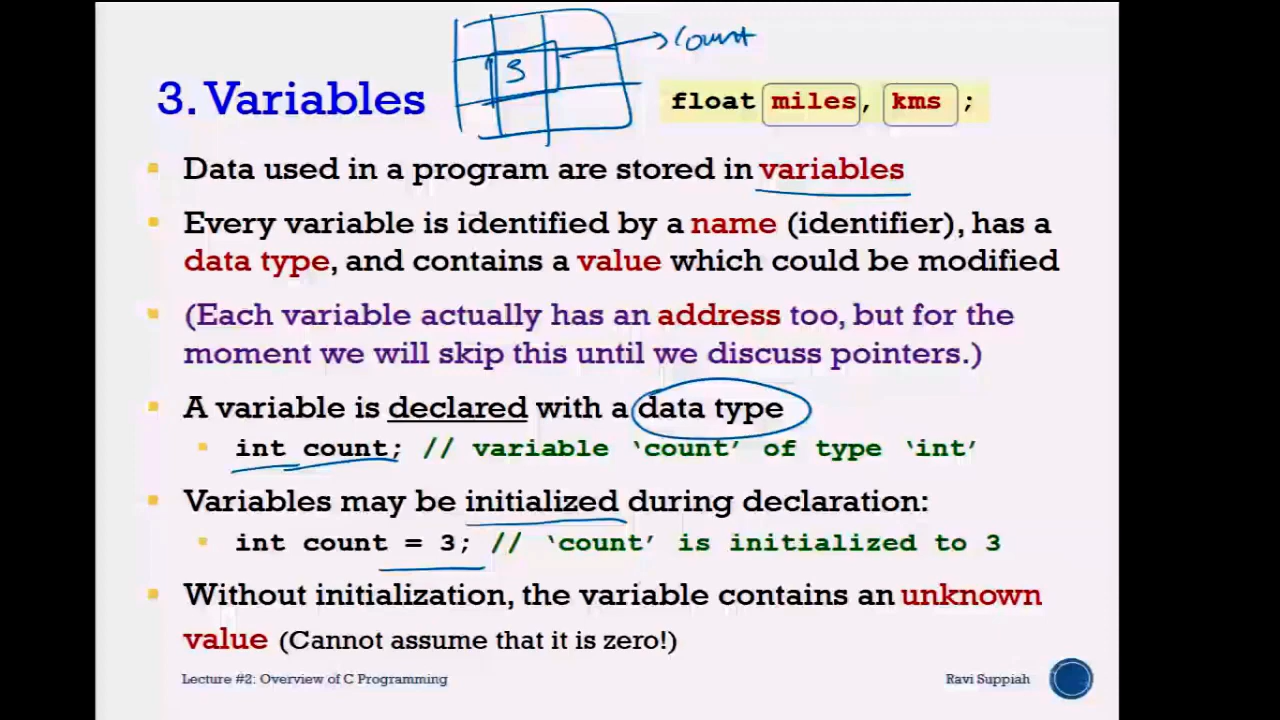 3
count
3. Variables
float miles, kms ;
Data used in a program are stored in variables
Every variable is identified by a name (identifier), has a
data type, and contains a value which could be modified
(Each variable actually has an address too, but for the
moment we will skip this until we discuss pointers.)
A variable is declared with a data type
int count; // variable ‘count’ of type ‘int’
Variables may be initialized during declaration:
int count = 3; // ‘count’ is initialized to 3
Without initialization, the variable contains an unknown
value (Cannot assume that it is zero!)
Lecture #2: Overview of C Programming
Ravi Suppiah